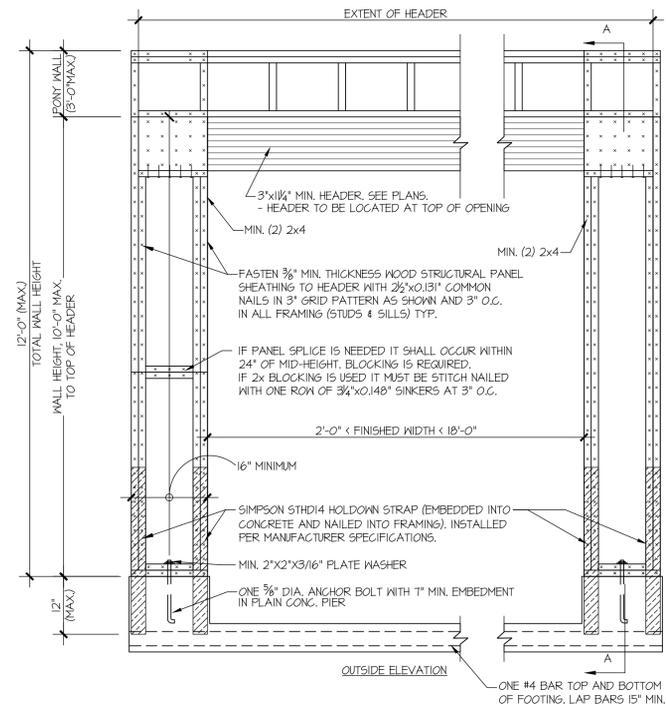 EXTENT OF HEADER
A
PONY WALL
(3'-0"MAX.)
3"x11¼" MIN. HEADER. SEE PLANS.
- HEADER TO BE LOCATED AT TOP OF OPENING
MIN. (2) 2x4
MIN. (2) 2x4
FASTEN ⅜" MIN. THICKNESS WOOD STRUCTURAL PANEL
SHEATHING TO HEADER WITH 2½"x0.131" COMMON
NAILS IN 3" GRID PATTERN AS SHOWN AND 3" O.C.
IN ALL FRAMING (STUDS & SILLS) TYP.
12'-0" (MAX.)
TOTAL WALL HEIGHT
WALL HEIGHT, 10'-0" MAX.
TO TOP OF HEADER
IF PANEL SPLICE IS NEEDED IT SHALL OCCUR WITHIN
24" OF MID-HEIGHT. BLOCKING IS REQUIRED.
IF 2x BLOCKING IS USED IT MUST BE STITCH NAILED
WITH ONE ROW OF 3¼"x0.148" SINKERS AT 3" O.C.
2'-0" < FINISHED WIDTH < 18'-0"
16" MINIMUM
SIMPSON STHD14 HOLDOWN STRAP (EMBEDDED INTO
CONCRETE AND NAILED INTO FRAMING). INSTALLED
PER MANUFACTURER SPECIFICATIONS.
MIN. 2"X2"X3/16" PLATE WASHER
12"
(MAX.)
ONE ⅝" DIA. ANCHOR BOLT WITH 7" MIN. EMBEDMENT
IN PLAIN CONC. PIER
A
OUTSIDE ELEVATION
ONE #4 BAR TOP AND BOTTOM
OF FOOTING, LAP BARS 15" MIN.